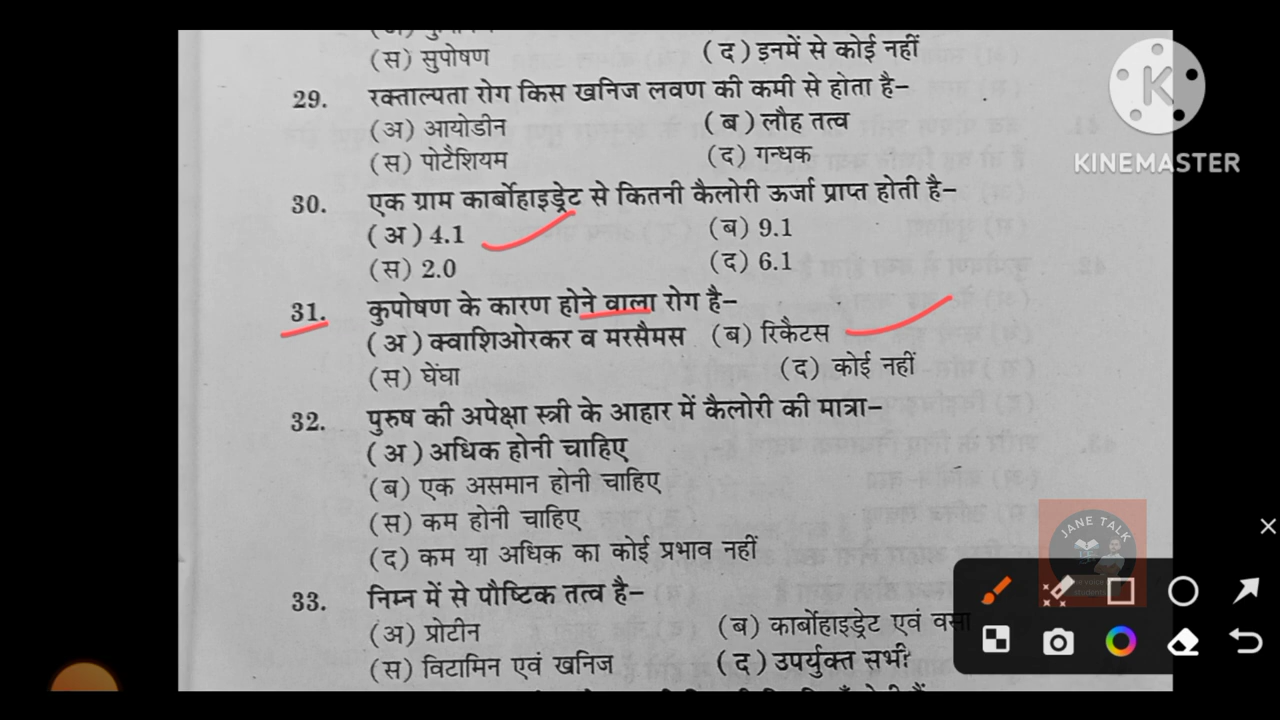 (स) सुपोषण (द) इनमें से कोई नहीं
29. रक्ताल्पता रोग किस खनिज लवण की कमी से होता है–
(अ) आयोडीन (ब) लौह तत्व
(स) पोटैशियम (द) गन्धक
30. एक ग्राम कार्बोहाइड्रेट से कितनी कैलोरी ऊर्जा प्राप्त होती है–
(अ) 4.1 (ब) 9.1
(स) 2.0 (द) 6.1
31. कुपोषण के कारण होने वाला रोग है–
(अ) क्वाशिओरकर व मरसैमस (ब) रिकैटस
(स) घेंघा (द) कोई नहीं
32. पुरुष की अपेक्षा स्त्री के आहार में कैलोरी की मात्रा–
(अ) अधिक होनी चाहिए
(ब) एक असमान होनी चाहिए
(स) कम होनी चाहिए
(द) कम या अधिक का कोई प्रभाव नहीं
33. निम्न में से पौष्टिक तत्व है–
(अ) प्रोटीन (ब) कार्बोहाइड्रेट एवं वसा
(स) विटामिन एवं खनिज (द) उपर्युक्त सभी
K
KINEMASTER
JANE TALK